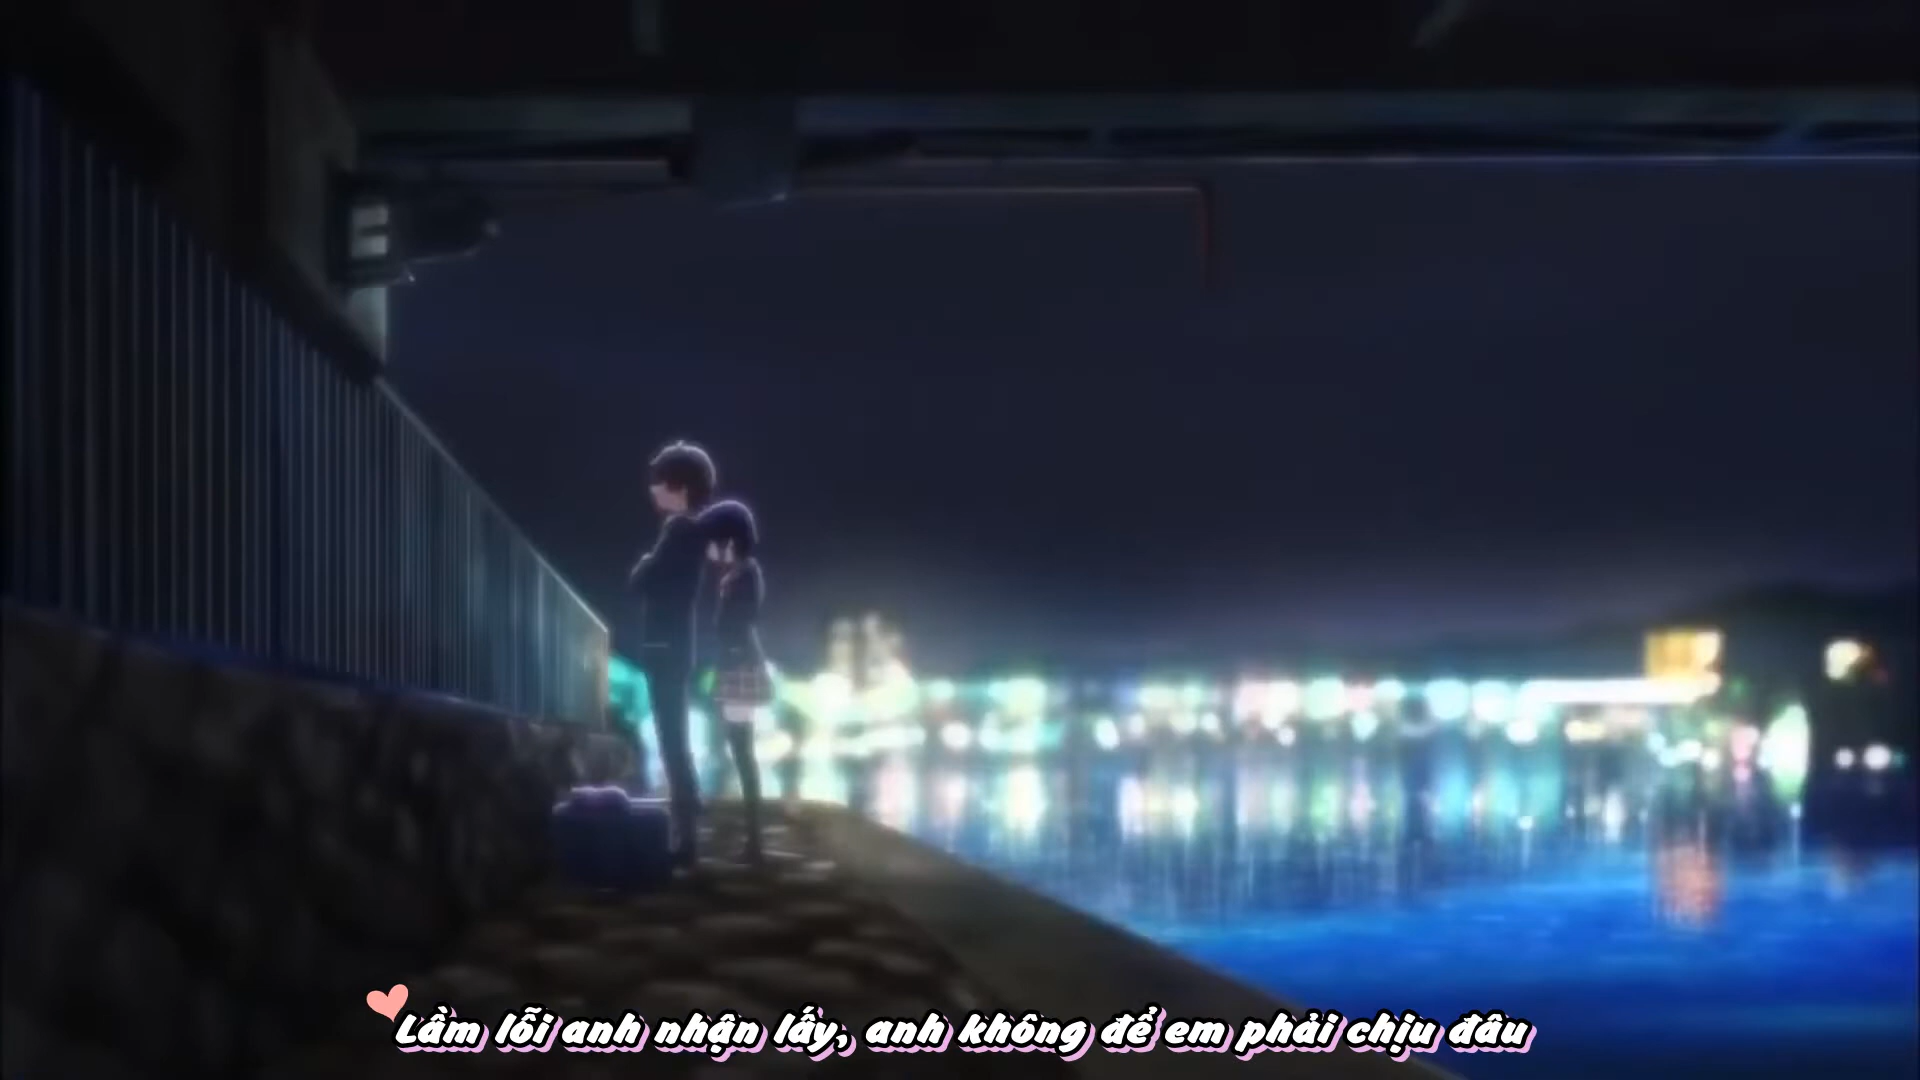 Lầm lỗi anh nhận lấy, anh không để em phải chịu đâu